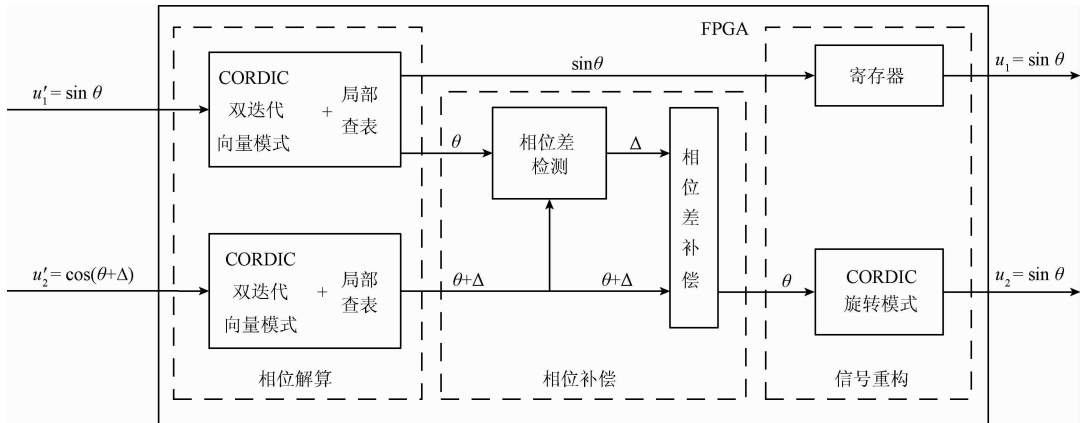 FPGA
u′₁ = sin θ
CORDIC
双迭代
向量模式
+
局部
查表
sinθ
θ
寄存器
u₁ = sin θ
相位差
检测
Δ
相位差补偿
u′₂ = cos(θ+Δ)
CORDIC
双迭代
向量模式
+
局部
查表
θ+Δ
θ+Δ
θ
CORDIC
旋转模式
u₂ = sin θ
相位解算
相位补偿
信号重构